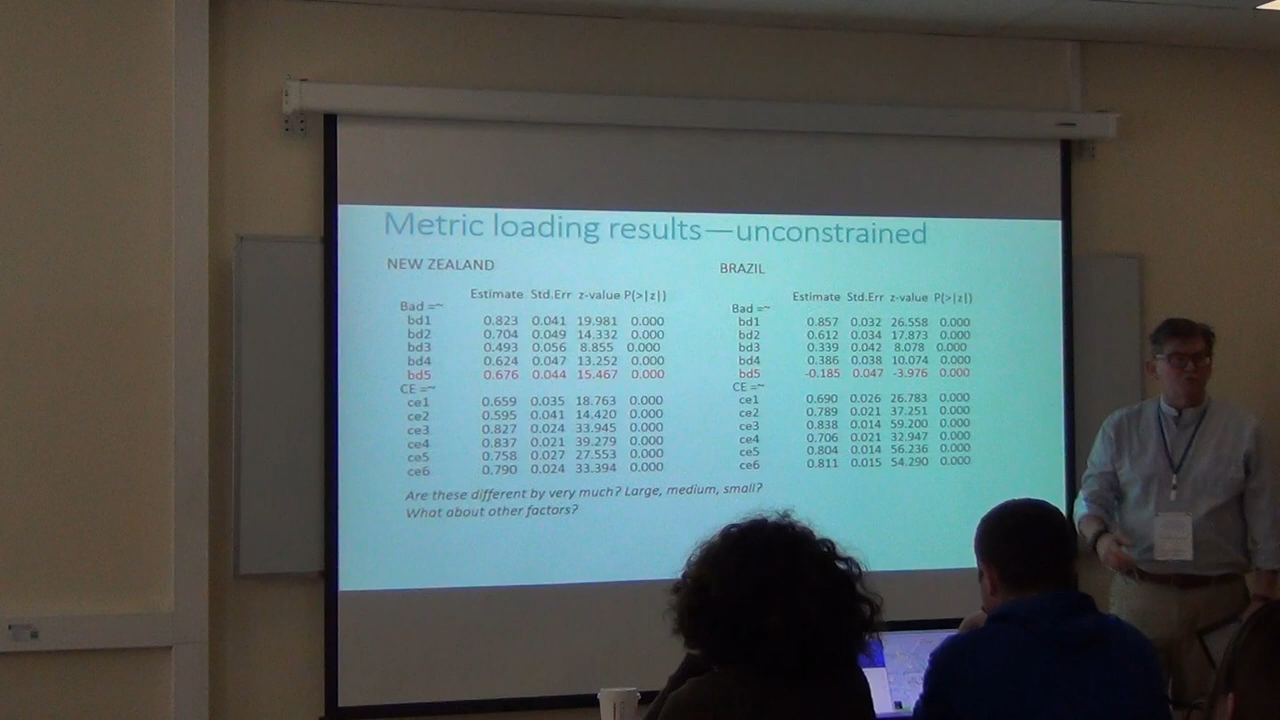 Metric loading results—unconstrained
NEW ZEALAND
Estimate Std.Err z-value P(>|z|)
Bad =~
bd1 0.823 0.041 19.981 0.000
bd2 0.704 0.049 14.332 0.000
bd3 0.493 0.056 8.855 0.000
bd4 0.624 0.047 13.252 0.000
bd5 0.676 0.044 15.467 0.000
CE =~
ce1 0.659 0.035 18.763 0.000
ce2 0.595 0.041 14.420 0.000
ce3 0.827 0.024 33.945 0.000
ce4 0.837 0.021 39.279 0.000
ce5 0.758 0.027 27.553 0.000
ce6 0.790 0.024 33.394 0.000
BRAZIL
Estimate Std.Err z-value P(>|z|)
Bad =~
bd1 0.857 0.032 26.558 0.000
bd2 0.612 0.034 17.873 0.000
bd3 0.339 0.042 8.078 0.000
bd4 0.386 0.038 10.074 0.000
bd5 -0.185 0.047 -3.976 0.000
CE =~
ce1 0.690 0.026 26.783 0.000
ce2 0.789 0.021 37.251 0.000
ce3 0.838 0.014 59.200 0.000
ce4 0.706 0.021 32.947 0.000
ce5 0.804 0.014 56.236 0.000
ce6 0.811 0.015 54.290 0.000
Are these different by very much? Large, medium, small?
What about other factors?